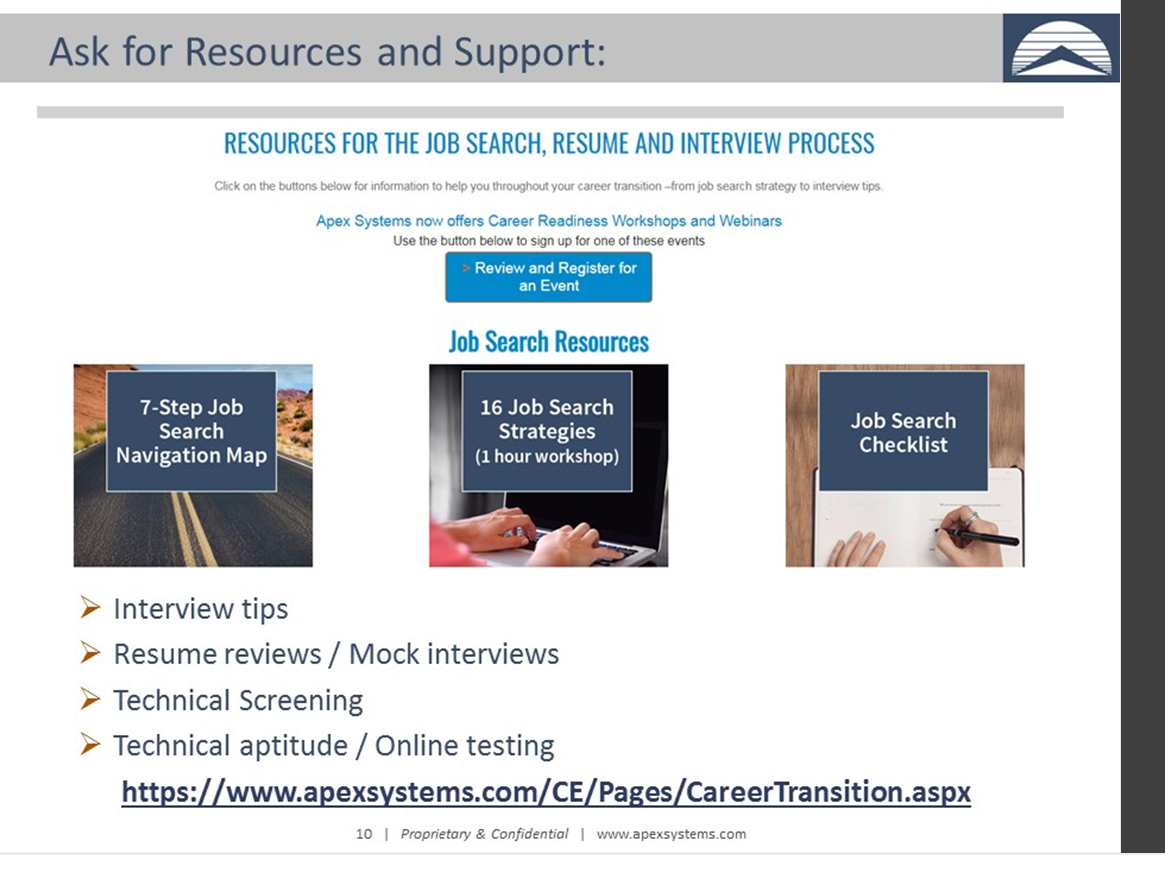 Ask for Resources and Support:
RESOURCES FOR THE JOB SEARCH, RESUME AND INTERVIEW PROCESS
Click on the buttons below for information to help you throughout your career transition –from job search strategy to interview tips.
Apex Systems now offers Career Readiness Workshops and Webinars
Use the button below to sign up for one of these events
> Review and Register for
an Event
Job Search Resources
7-Step Job
Search
Navigation Map
16 Job Search
Strategies
(1 hour workshop)
Job Search
Checklist
➢ Interview tips
➢ Resume reviews / Mock interviews
➢ Technical Screening
➢ Technical aptitude / Online testing
https://www.apexsystems.com/CE/Pages/CareerTransition.aspx
10 | Proprietary & Confidential | www.apexsystems.com